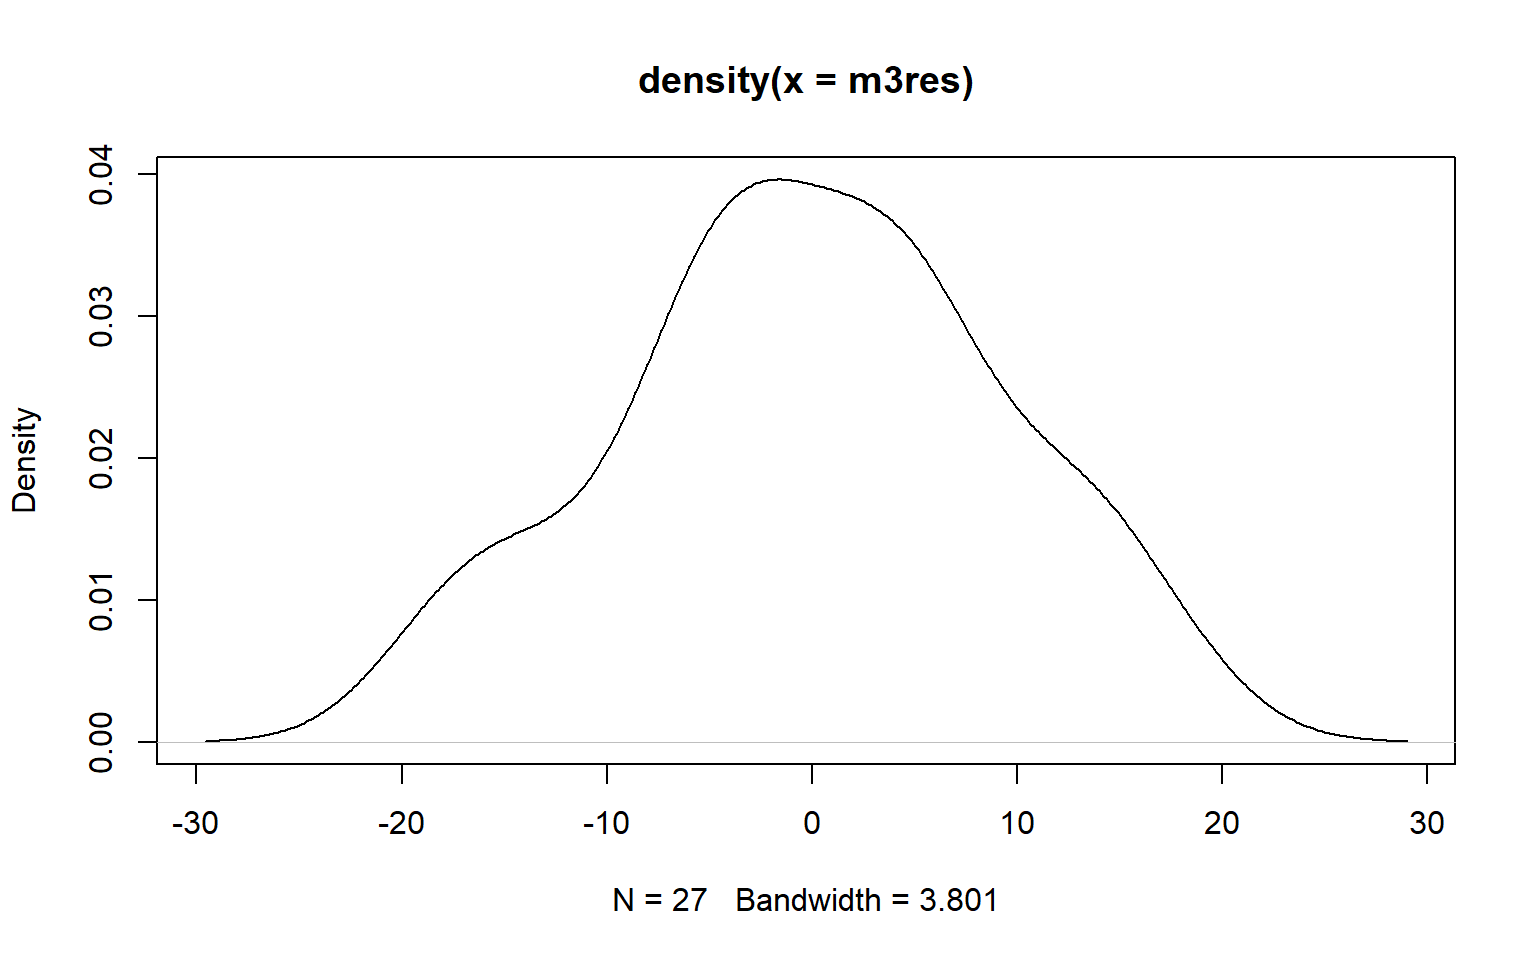 density(x = m3res)
Density
0.04
0.03
0.02
0.01
0.00
-30 -20 -10 0 10 20 30
N = 27 Bandwidth = 3.801